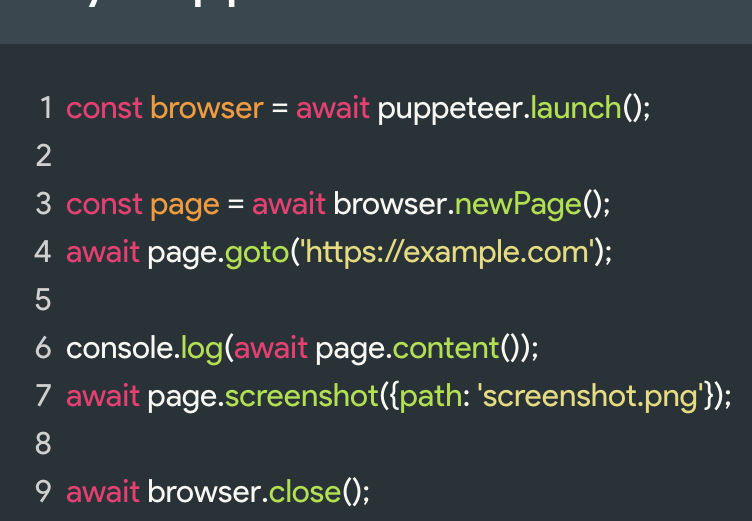 1 const browser = await puppeteer.launch();
2
3 const page = await browser.newPage();
4 await page.goto('https://example.com');
5
6 console.log(await page.content());
7 await page.screenshot({path: 'screenshot.png'});
8
9 await browser.close();